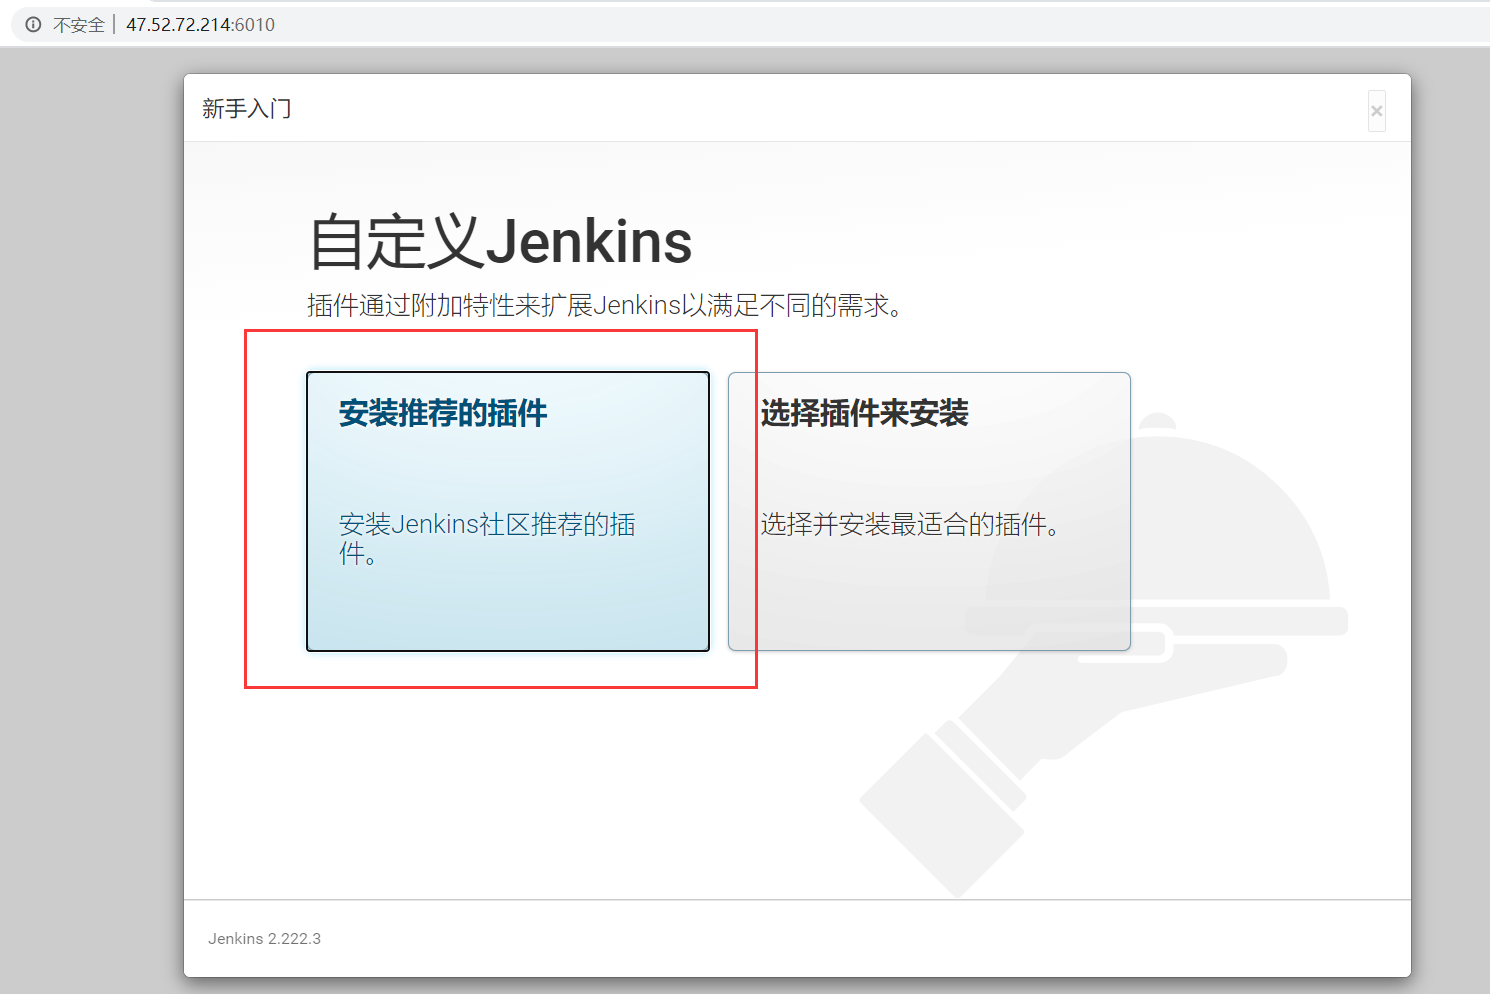 不安全 47.52.72.214:6010
新手入门
×
自定义Jenkins
插件通过附加特性来扩展Jenkins以满足不同的需求。
安装推荐的插件
安装Jenkins社区推荐的插
件。
选择插件来安装
选择并安装最适合的插件。
Jenkins 2.222.3